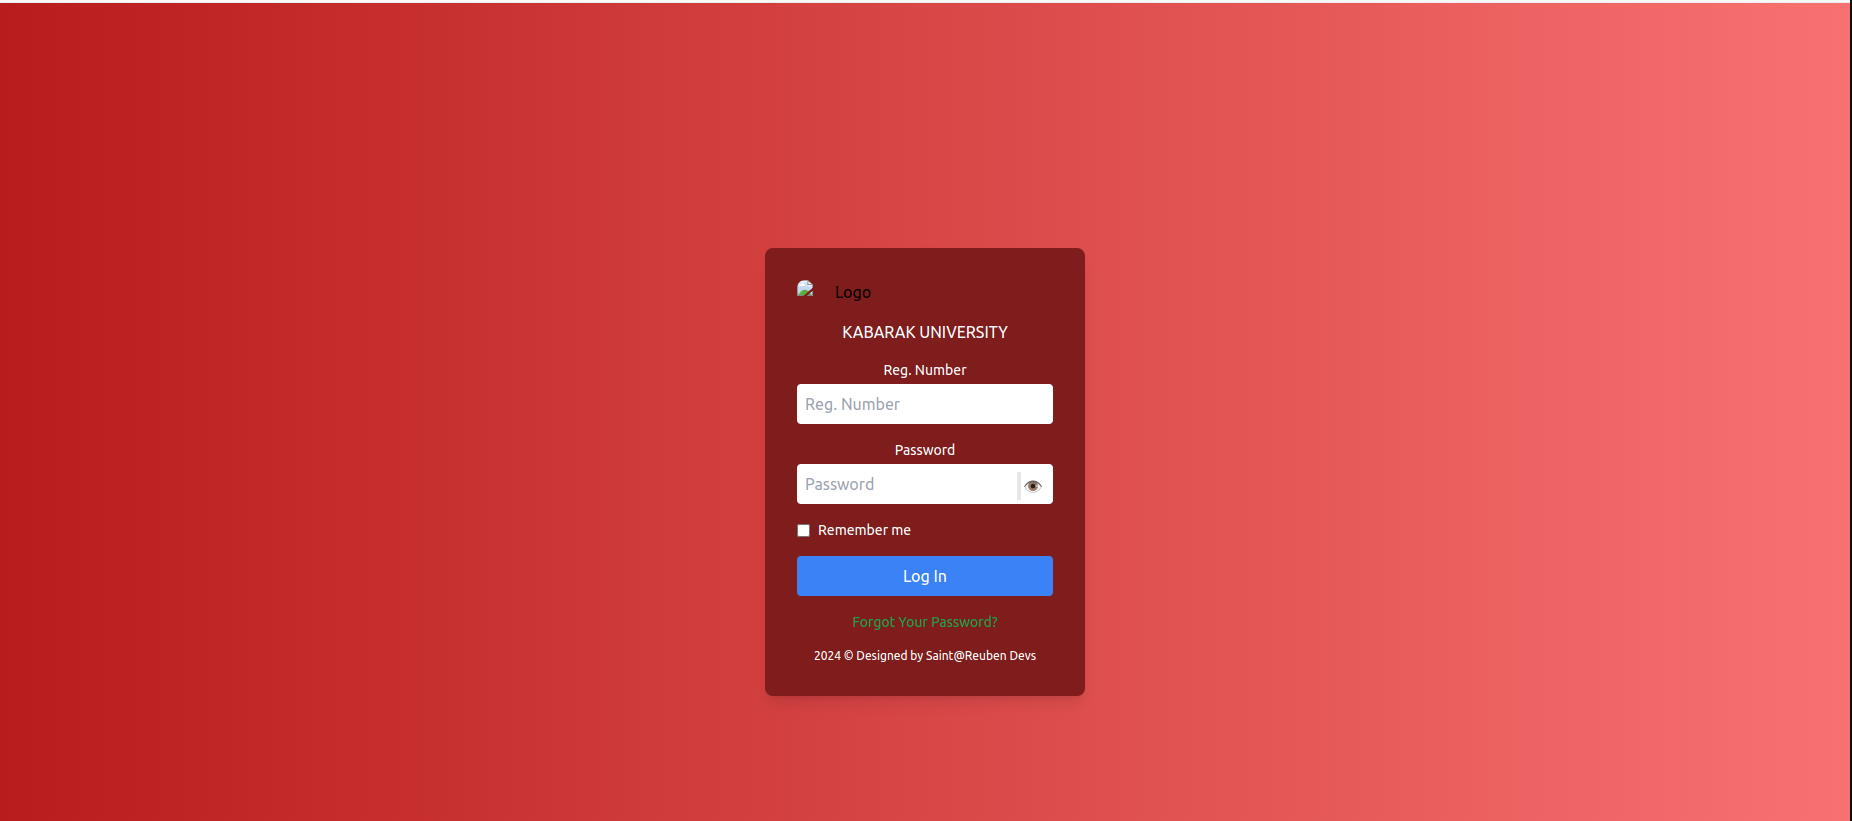 Logo
KABARAK UNIVERSITY
Reg. Number
Reg. Number
Password
Password
Remember me
Log In
Forgot Your Password?
2024 © Designed by Saint@Reuben Devs